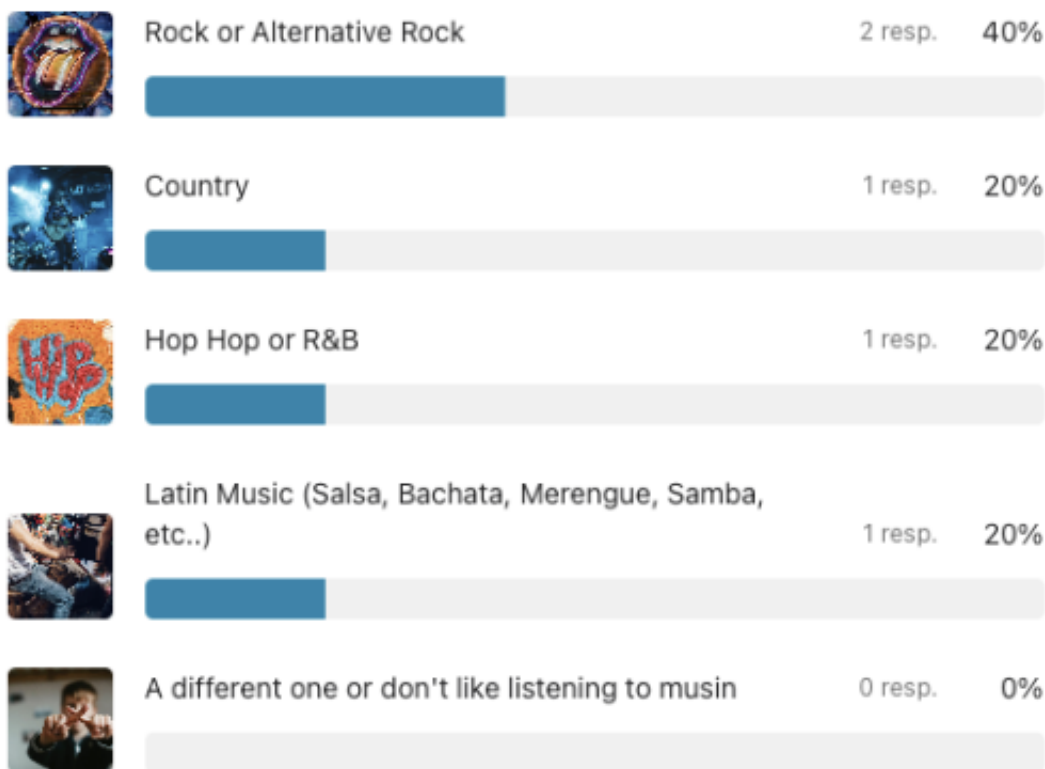 Rock or Alternative Rock 2 resp. 40%
Country 1 resp. 20%
Hop Hop or R&B 1 resp. 20%
HIP
HOP
Latin Music (Salsa, Bachata, Merengue, Samba,
etc..) 1 resp. 20%
A different one or don't like listening to musin 0 resp. 0%